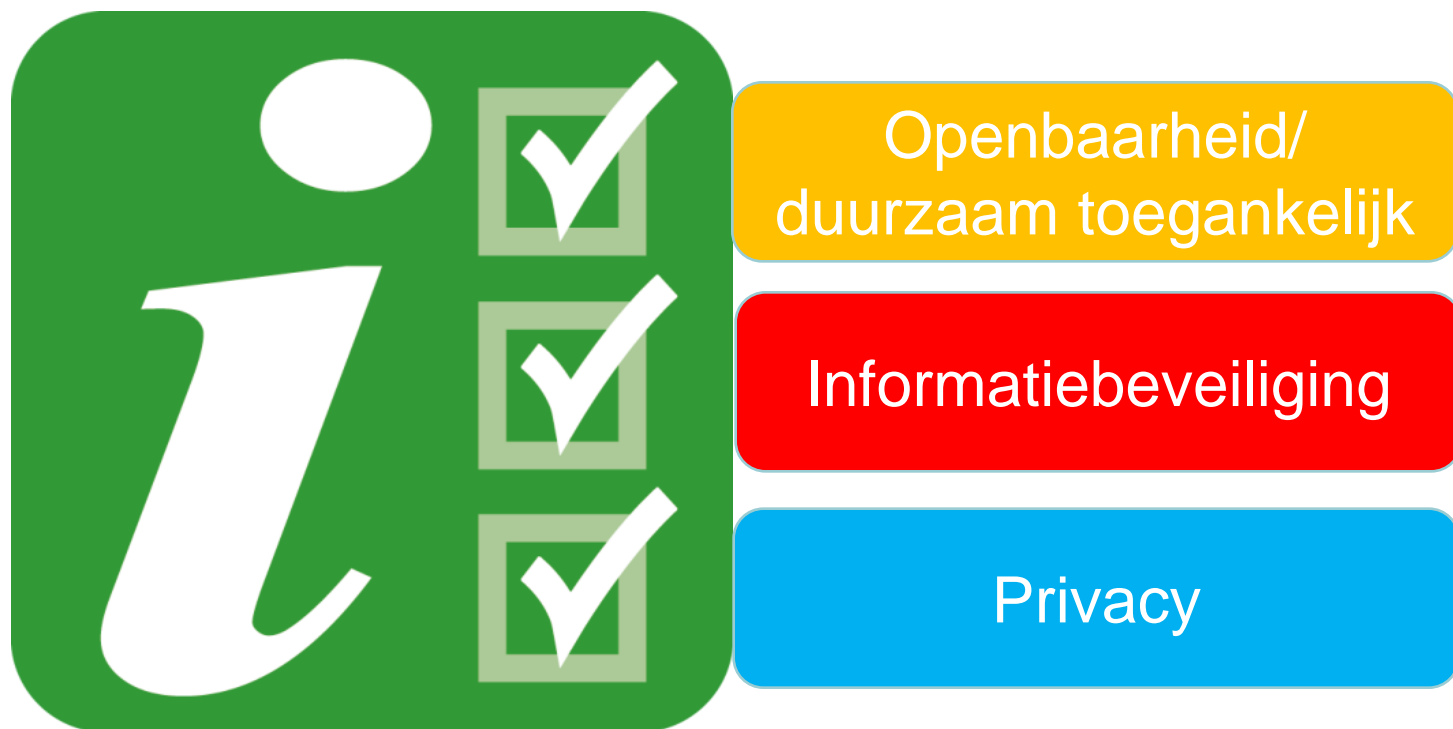 i
Openbaarheid/
duurzaam toegankelijk
Informatiebeveiliging
Privacy